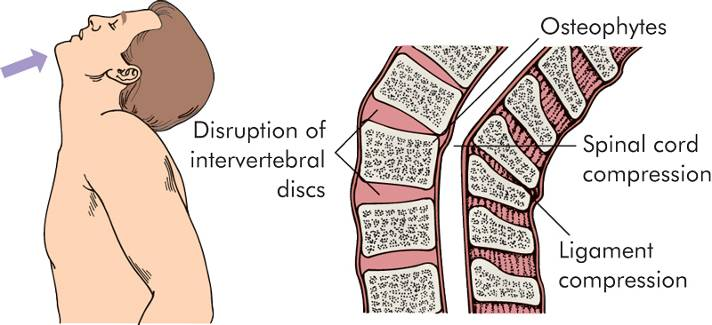 Osteophytes
Disruption of
intervertebral
discs
Spinal cord
compression
Ligament
compression